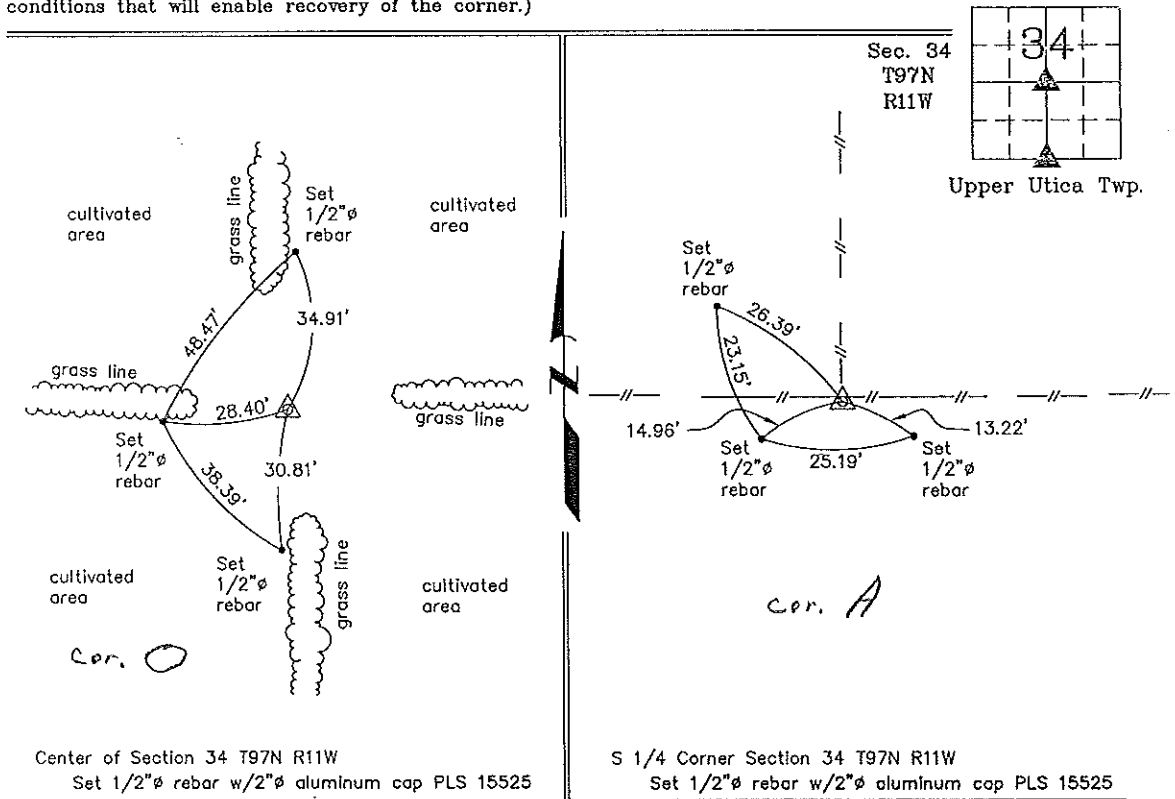 conditions that will enable recovery of the corner.)
Sec. 34
T97N
R11W
34
Upper Utica Twp.
cultivated
area
grass line
Set
1/2"ø
rebar
cultivated
area
48.47'
34.91'
grass line
28.40'
grass line
Set
1/2"ø
rebar
38.39'
30.81'
Set
1/2"ø
rebar
grass line
cultivated
area
cultivated
area
Cor. O
Center of Section 34 T97N R11W
Set 1/2"ø rebar w/2"ø aluminum cap PLS 15525
Set
1/2"ø
rebar
26.39'
23.15'
14.96'
13.22'
25.19'
Set
1/2"ø
rebar
Set
1/2"ø
rebar
Cor. A
S 1/4 Corner Section 34 T97N R11W
Set 1/2"ø rebar w/2"ø aluminum cap PLS 15525